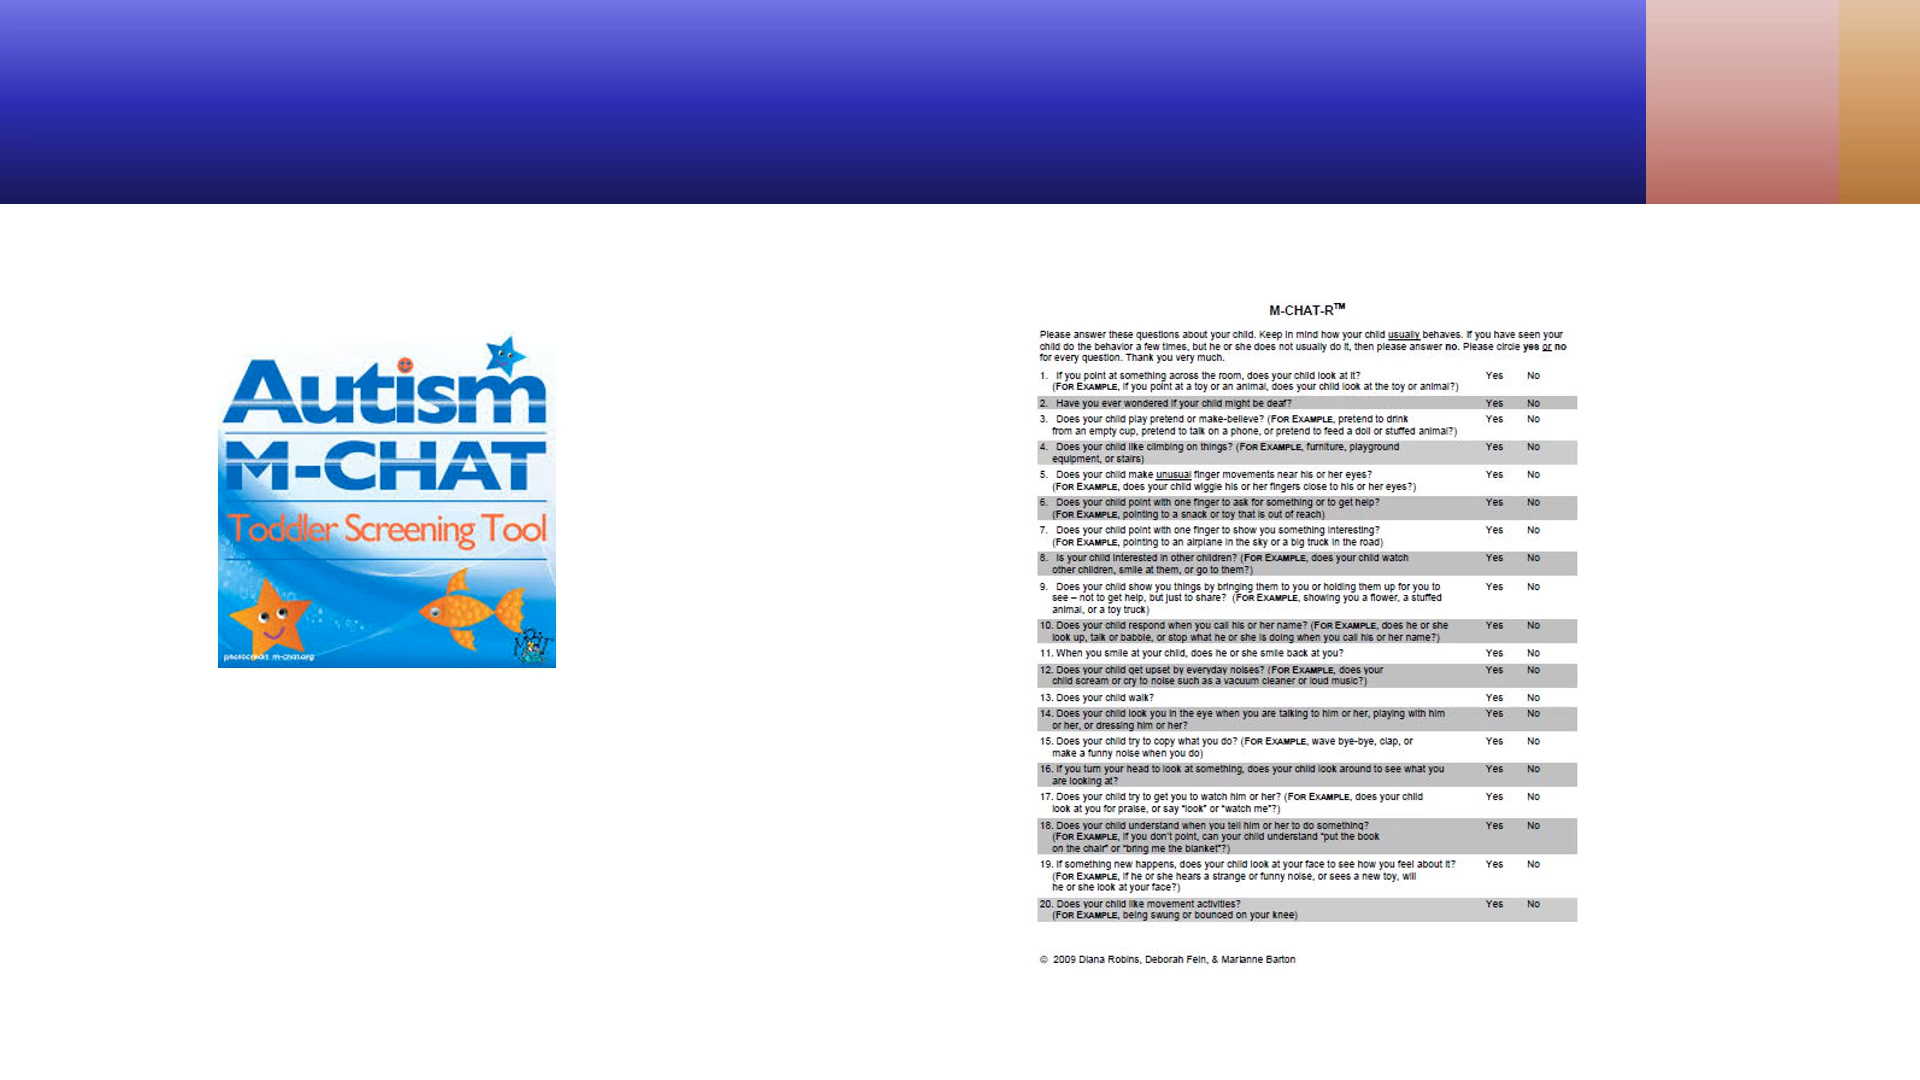 Autism
M-CHAT
Toddler Screening Tool
photocredit m-chat.org
M-CHAT-R™
Please answer these questions about your child. Keep in mind how your child usually behaves. If you have seen your
child do the behavior a few times, but he or she does not usually do it, then please answer no. Please circle yes or no
for every question. Thank you very much.
1. If you point at something across the room, does your child look at it? Yes No
(FOR EXAMPLE, if you point at a toy or an animal, does your child look at the toy or animal?)
2. Have you ever wondered if your child might be deaf? Yes No
3. Does your child play pretend or make-believe? (FOR EXAMPLE, pretend to drink Yes No
from an empty cup, pretend to talk on a phone, or pretend to feed a doll or stuffed animal?)
4. Does your child like climbing on things? (FOR EXAMPLE, furniture, playground Yes No
equipment, or stairs)
5. Does your child make unusual finger movements near his or her eyes? Yes No
(FOR EXAMPLE, does your child wiggle his or her fingers close to his or her eyes?)
6. Does your child point with one finger to ask for something or to get help? Yes No
(FOR EXAMPLE, pointing to a snack or toy that is out of reach)
7. Does your child point with one finger to show you something interesting? Yes No
(FOR EXAMPLE, pointing to an airplane in the sky or a big truck in the road)
8. Is your child interested in other children? (FOR EXAMPLE, does your child watch Yes No
other children, smile at them, or go to them?)
9. Does your child show you things by bringing them to you or holding them up for you to Yes No
see – not to get help, but just to share? (FOR EXAMPLE, showing you a flower, a stuffed
animal, or a toy truck)
10. Does your child respond when you call his or her name? (FOR EXAMPLE, does he or she Yes No
look up, talk or babble, or stop what he or she is doing when you call his or her name?)
11. When you smile at your child, does he or she smile back at you? Yes No
12. Does your child get upset by everyday noises? (FOR EXAMPLE, does your Yes No
child scream or cry to noise such as a vacuum cleaner or loud music?)
13. Does your child walk? Yes No
14. Does your child look you in the eye when you are talking to him or her, playing with him Yes No
or her, or dressing him or her?
15. Does your child try to copy what you do? (FOR EXAMPLE, wave bye-bye, clap, or Yes No
make a funny noise when you do)
16. If you turn your head to look at something, does your child look around to see what you Yes No
are looking at?
17. Does your child try to get you to watch him or her? (FOR EXAMPLE, does your child Yes No
look at you for praise, or say "look" or "watch me"?)
18. Does your child understand when you tell him or her to do something? Yes No
(FOR EXAMPLE, if you don't point, can your child understand "put the book
on the chair" or "bring me the blanket"?)
19. If something new happens, does your child look at your face to see how you feel about it? Yes No
(FOR EXAMPLE, if he or she hears a strange or funny noise, or sees a new toy, will
he or she look at your face?)
20. Does your child like movement activities? Yes No
(FOR EXAMPLE, being swung or bounced on your knee)
© 2009 Diana Robins, Deborah Fein, & Marianne Barton